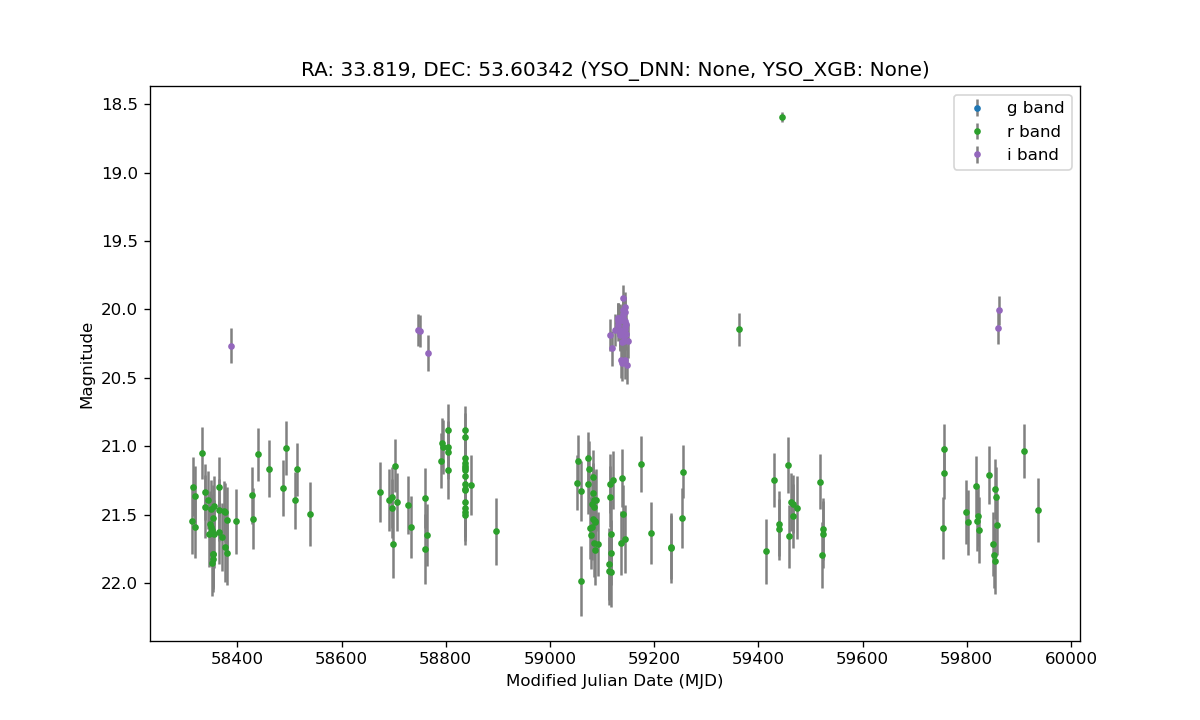 RA: 33.819, DEC: 53.60342 (YSO_DNN: None, YSO_XGB: None)
g band
r band
i band
18.5
19.0
19.5
20.0
20.5
21.0
21.5
22.0
Magnitude
58400 58600 58800 59000 59200 59400 59600 59800 60000
Modified Julian Date (MJD)